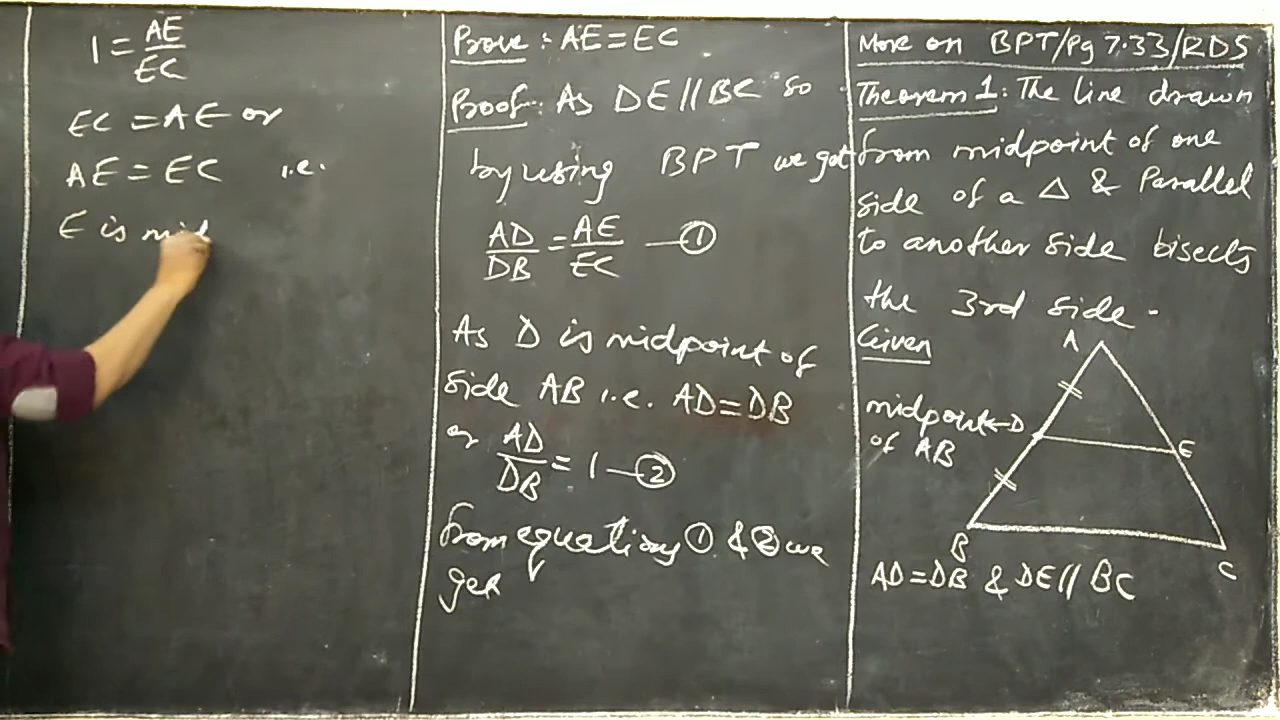 More on BPT/Pg 7.33/RDS
Theorem 1: The line drawn
from midpoint of one
side of a △ & Parallel
to another side bisects
the 3rd side.
Given
A
midpoint ← D
of AB
E
B
C
AD = DB & DE // BC
Prove: AE = EC
Proof: As DE // BC so
by using BPT we get
AD/DB = AE/EC — ①
As D is midpoint of
side AB i.e. AD = DB
or AD/DB = 1 — ②
from equations ① & ② we
get
1 = AE/EC
EC = AE or
AE = EC i.e.
E is mid